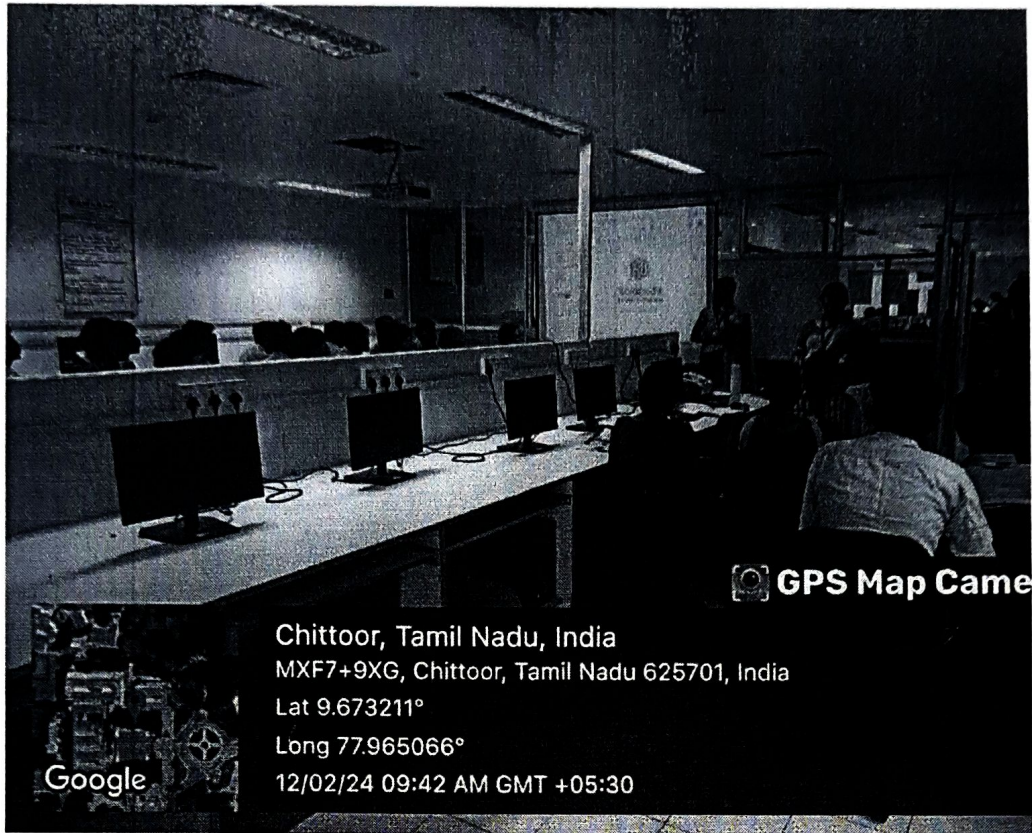 GPS Map Came
Chittoor, Tamil Nadu, India
MXF7+9XG, Chittoor, Tamil Nadu 625701, India
Lat 9.673211°
Long 77.965066°
12/02/24 09:42 AM GMT +05:30
Google